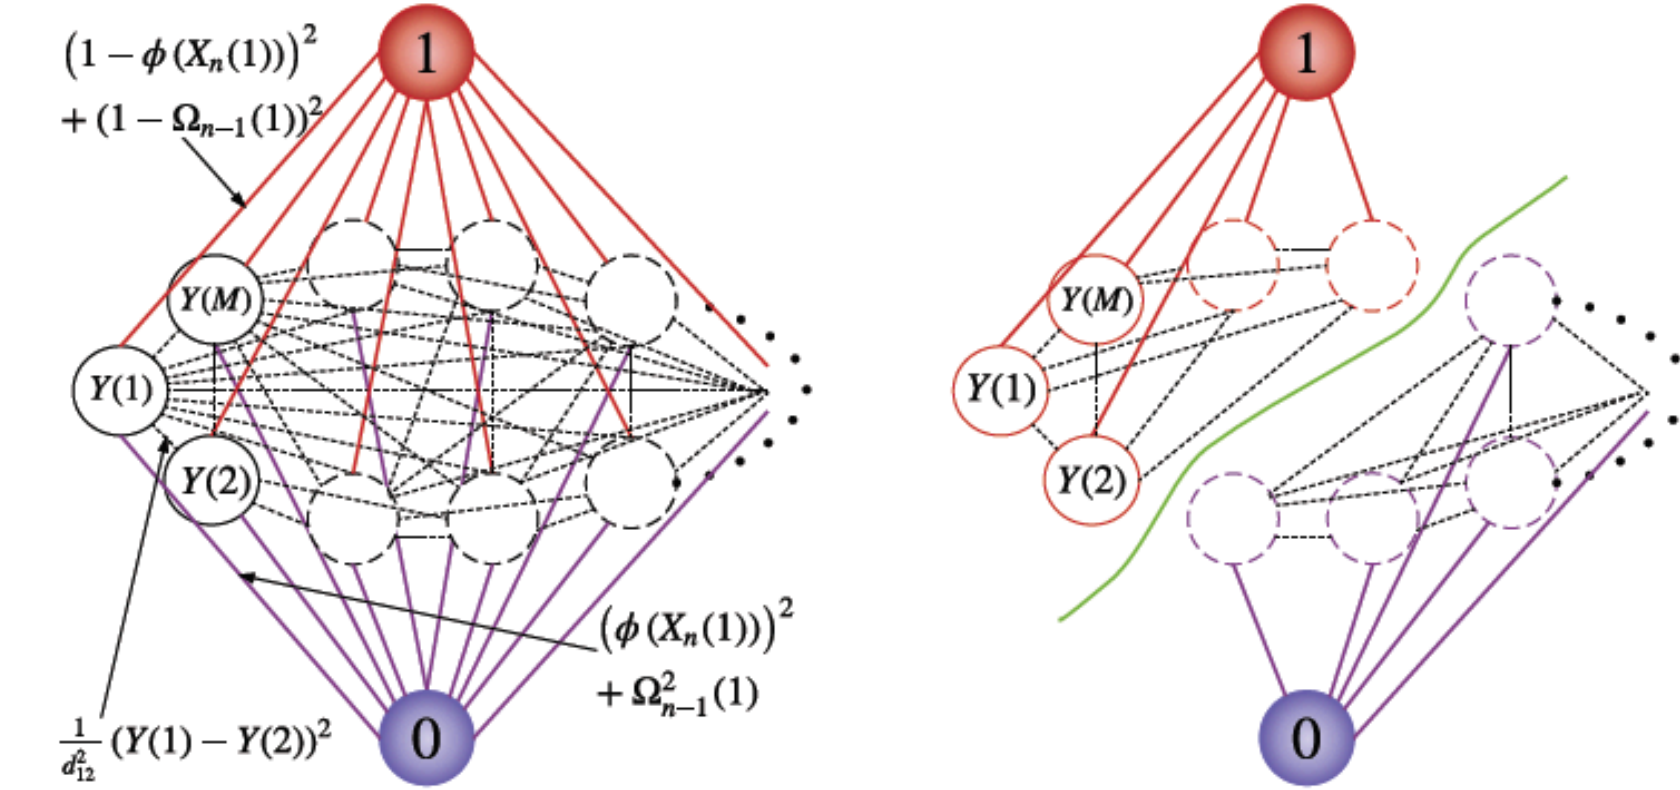 1
(1 − ϕ (Xₙ(1)))²
+ (1 − Ωₙ₋₁(1))²
Y(M)
Y(1)
Y(2)
(ϕ (Xₙ(1)))²
+ Ω²ₙ₋₁(1)
1/d²₁₂ (Y(1) − Y(2))²
0
1
Y(M)
Y(1)
Y(2)
0